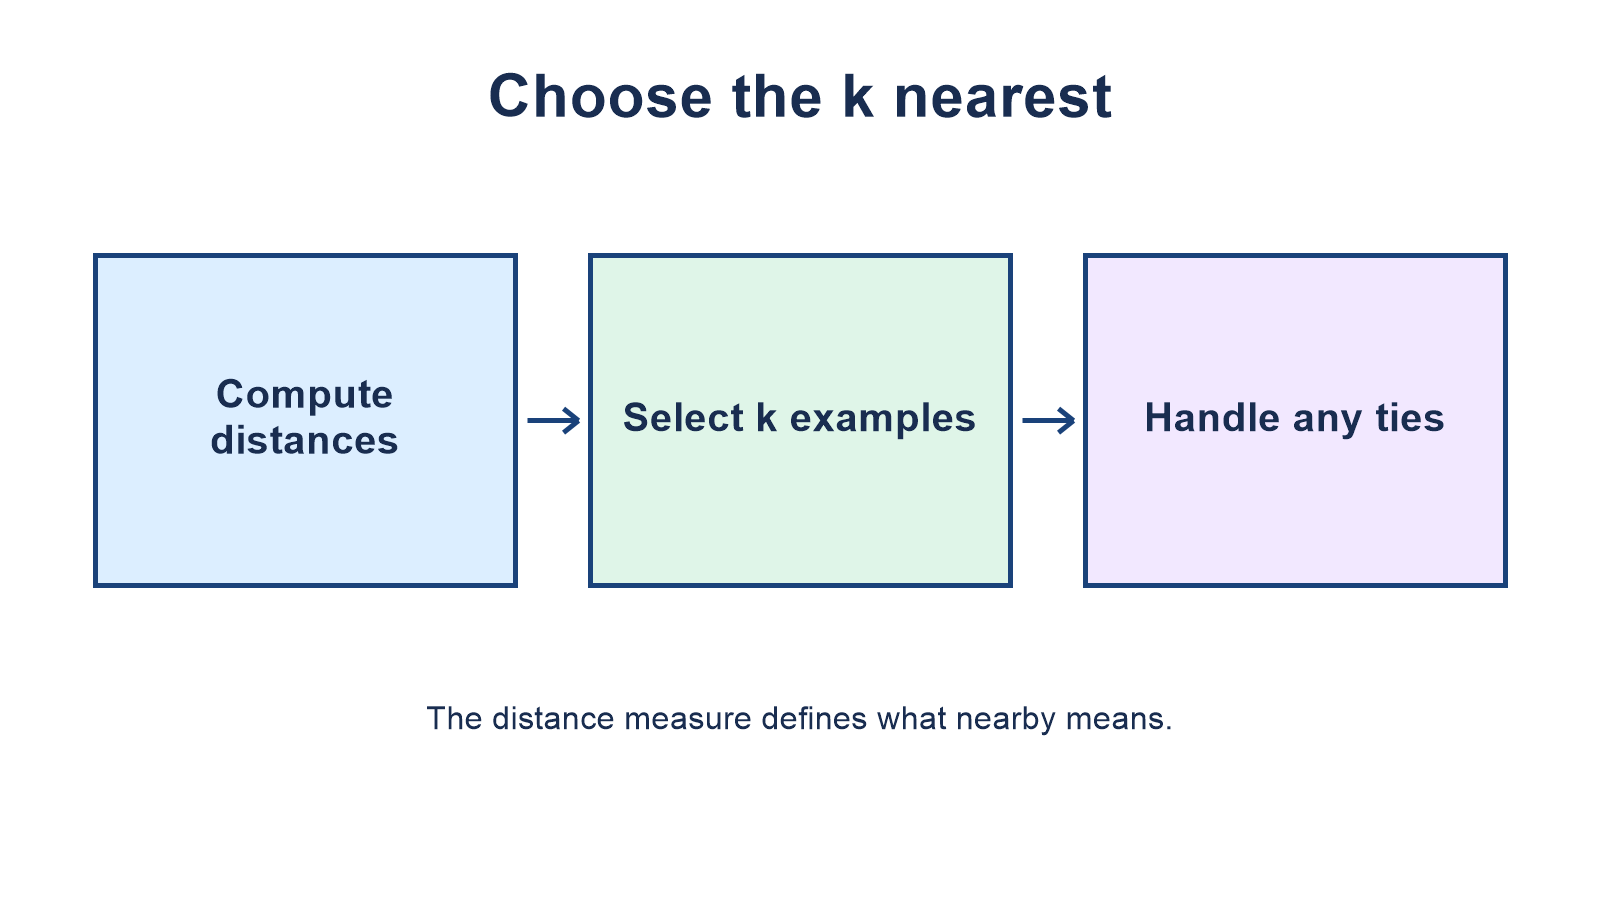 Choose the k nearest
Compute
distances
Select k examples
Handle any ties
The distance measure defines what nearby means.